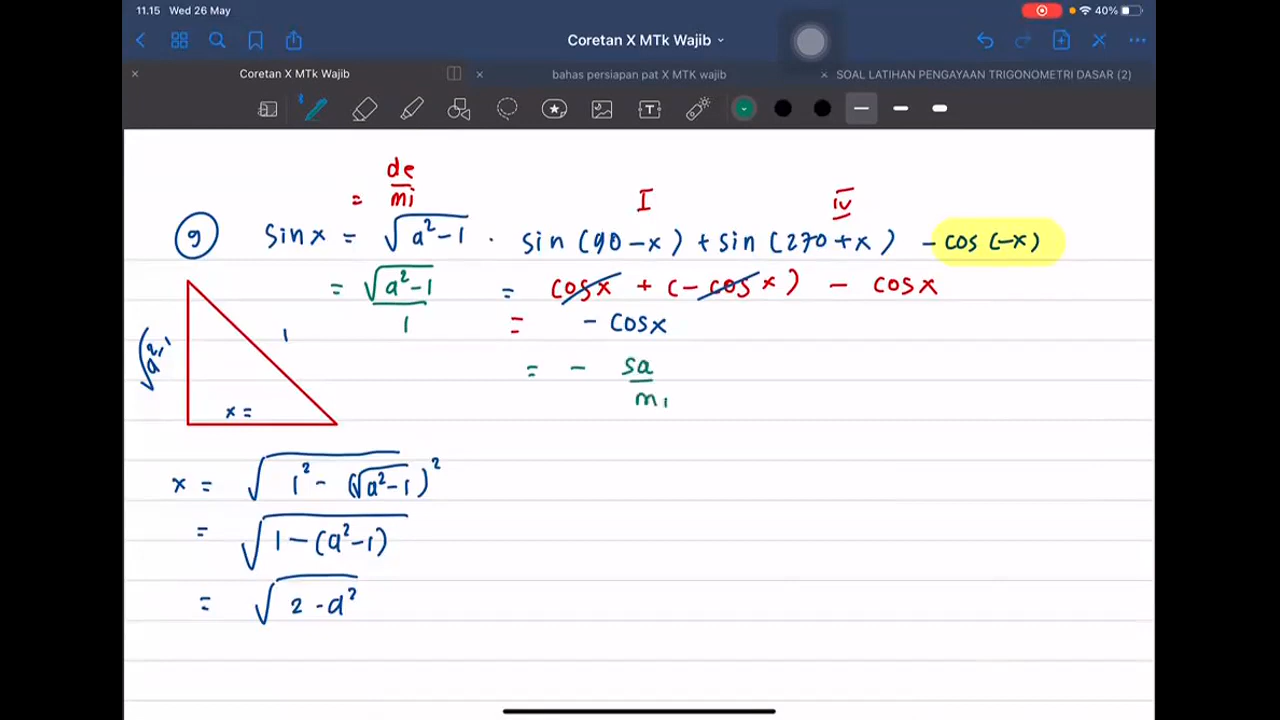 11.15 Wed 26 May
40%
Coretan X MTk Wajib
Coretan X MTk Wajib
bahas persiapan pat X MTK wajib
SOAL LATIHAN PENGAYAAN TRIGONOMETRI DASAR (2)
= de/mi
I
IV
9 sin x = √(a²-1) . sin (90-x) + sin (270+x) - cos (-x)
= √(a²-1)/1 = cos x + (- cos x) - cos x
= - cos x
= - sa/mi
√a²-1
1
x =
x = √(1² - (√(a²-1))²
= √(1-(a²-1)
= √(2-a²)